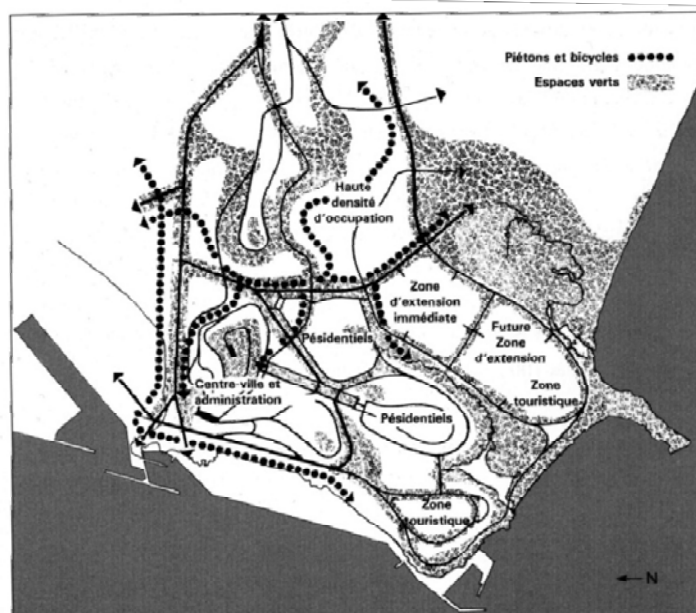 Piétons et bicycles
Espaces verts
Haute
densité
d'occupation
Zone
d'extension
immédiate
Future
Zone
d'extension
Pésidentiels
Zone
touristique
Centre-ville et
administration
Pésidentiels
Zone
touristique
N